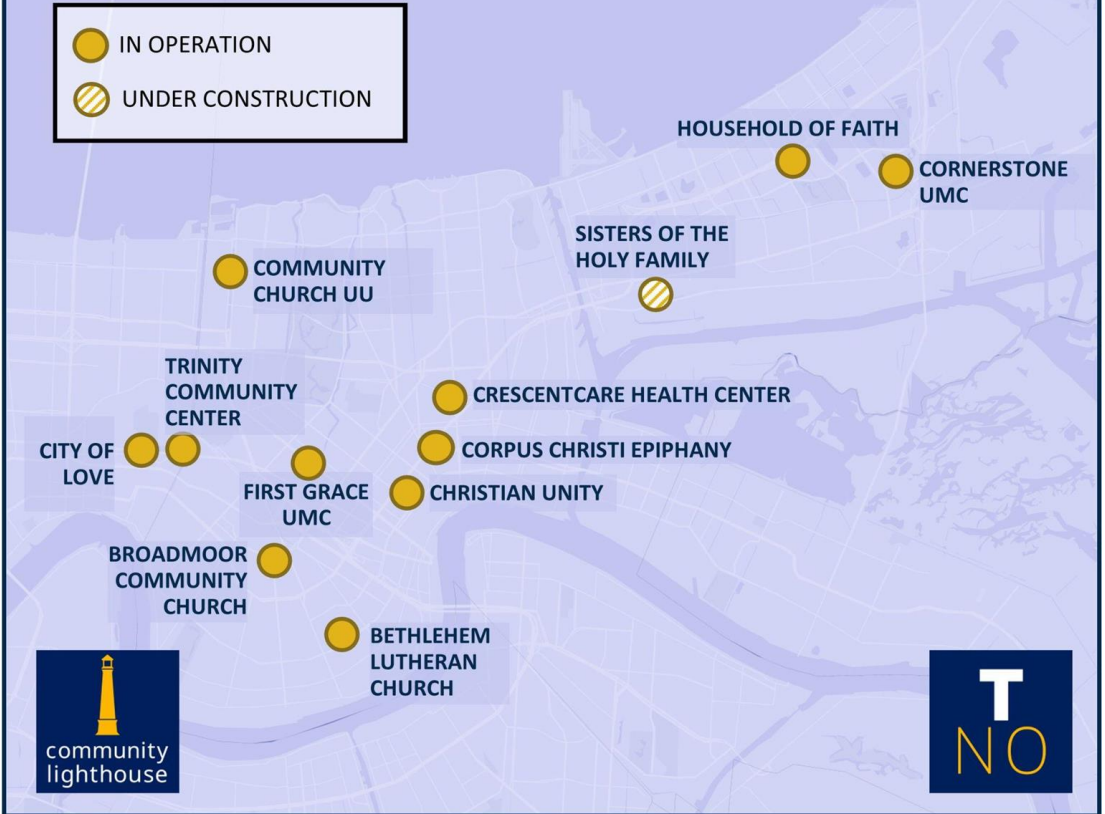 IN OPERATION
UNDER CONSTRUCTION
HOUSEHOLD OF FAITH
CORNERSTONE
UMC
SISTERS OF THE
HOLY FAMILY
COMMUNITY
CHURCH UU
TRINITY
COMMUNITY
CENTER
CRESCENTCARE HEALTH CENTER
CITY OF
LOVE
CORPUS CHRISTI EPIPHANY
FIRST GRACE
UMC
CHRISTIAN UNITY
BROADMOOR
COMMUNITY
CHURCH
BETHLEHEM
LUTHERAN
CHURCH
community
lighthouse
T
NO